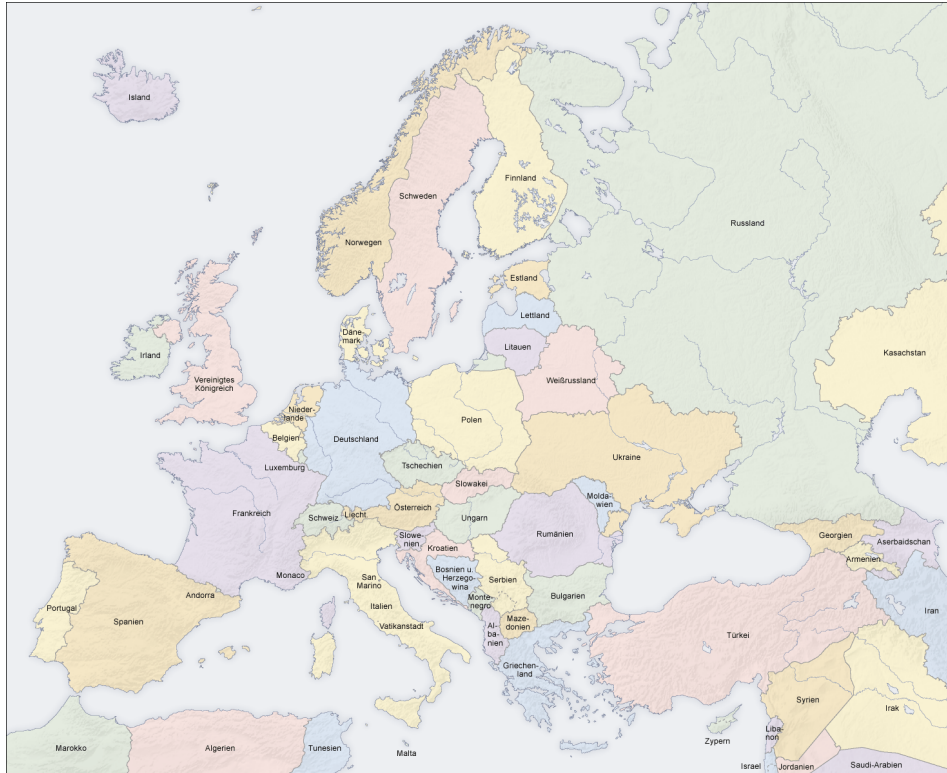 Island
Finnland
Schweden
Russland
Norwegen
Estland
Lettland
Däne
mark
Litauen
Irland
Kasachstan
Vereinigtes
Königreich
Weißrussland
Nieder-
lande
Polen
Belgien
Deutschland
Ukraine
Luxemburg
Tschechien
Slowakei
Molda-
wien
Österreich
Frankreich
Liecht.
Schweiz
Ungarn
Rumänien
Slowe-
nien
Georgien
Aserbaidschan
Kroatien
Armenien
Bosnien u.
Herzego-
wina
Monaco
San
Marino
Serbien
Andorra
Portugal
Monte-
negro
Bulgarien
Iran
Italien
Spanien
Vatikanstadt
Maze-
donien
Al-
ba-
nien
Türkei
Griechen-
land
Syrien
Irak
Liba-
non
Zypern
Marokko
Algerien
Tunesien
Malta
Israel
Jordanien
Saudi-Arabien